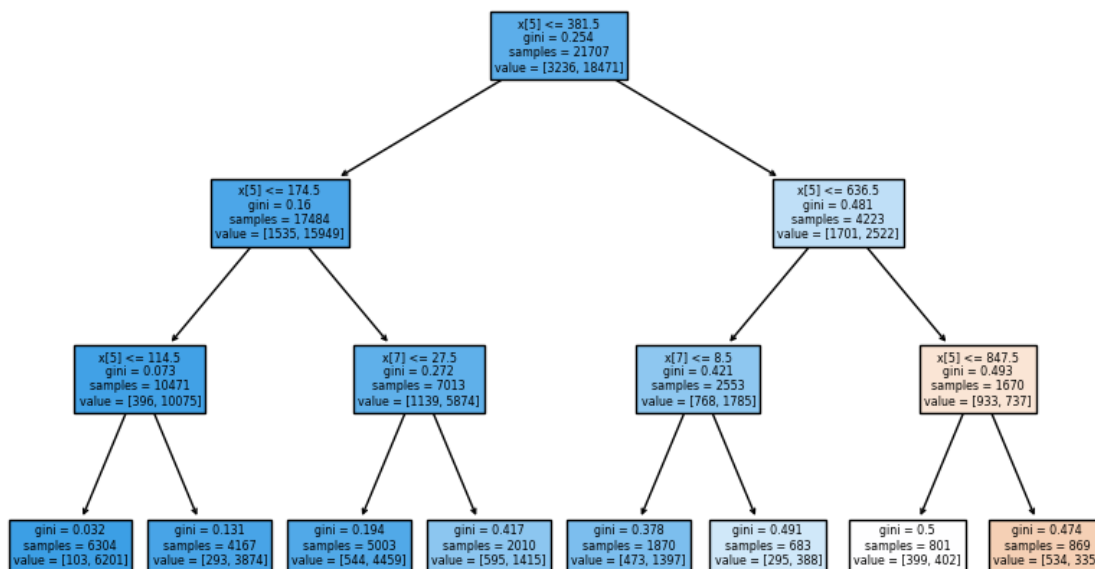 x[5] <= 381.5
gini = 0.254
samples = 21707
value = [3236, 18471]
x[5] <= 174.5
gini = 0.16
samples = 17484
value = [1535, 15949]
x[5] <= 636.5
gini = 0.481
samples = 4223
value = [1701, 2522]
x[5] <= 114.5
gini = 0.073
samples = 10471
value = [396, 10075]
x[7] <= 27.5
gini = 0.272
samples = 7013
value = [1139, 5874]
x[7] <= 8.5
gini = 0.421
samples = 2553
value = [768, 1785]
x[5] <= 847.5
gini = 0.493
samples = 1670
value = [933, 737]
gini = 0.032
samples = 6304
value = [103, 6201]
gini = 0.131
samples = 4167
value = [293, 3874]
gini = 0.194
samples = 5003
value = [544, 4459]
gini = 0.417
samples = 2010
value = [595, 1415]
gini = 0.378
samples = 1870
value = [473, 1397]
gini = 0.491
samples = 683
value = [295, 388]
gini = 0.5
samples = 801
value = [399, 402]
gini = 0.474
samples = 869
value = [534, 335]